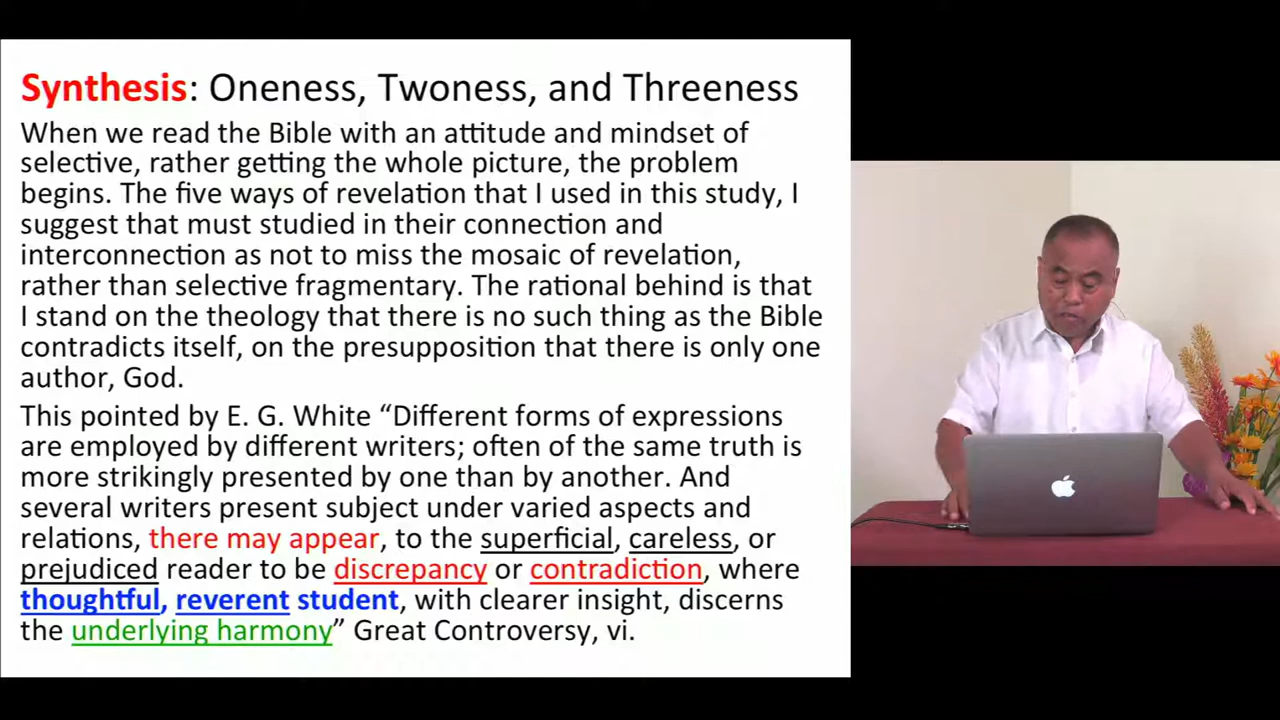 Synthesis: Oneness, Twoness, and Threeness
When we read the Bible with an attitude and mindset of
selective, rather getting the whole picture, the problem
begins. The five ways of revelation that I used in this study, I
suggest that must studied in their connection and
interconnection as not to miss the mosaic of revelation,
rather than selective fragmentary. The rational behind is that
I stand on the theology that there is no such thing as the Bible
contradicts itself, on the presupposition that there is only one
author, God.
This pointed by E. G. White “Different forms of expressions
are employed by different writers; often of the same truth is
more strikingly presented by one than by another. And
several writers present subject under varied aspects and
relations, there may appear, to the superficial, careless, or
prejudiced reader to be discrepancy or contradiction, where
thoughtful, reverent student, with clearer insight, discerns
the underlying harmony” Great Controversy, vi.